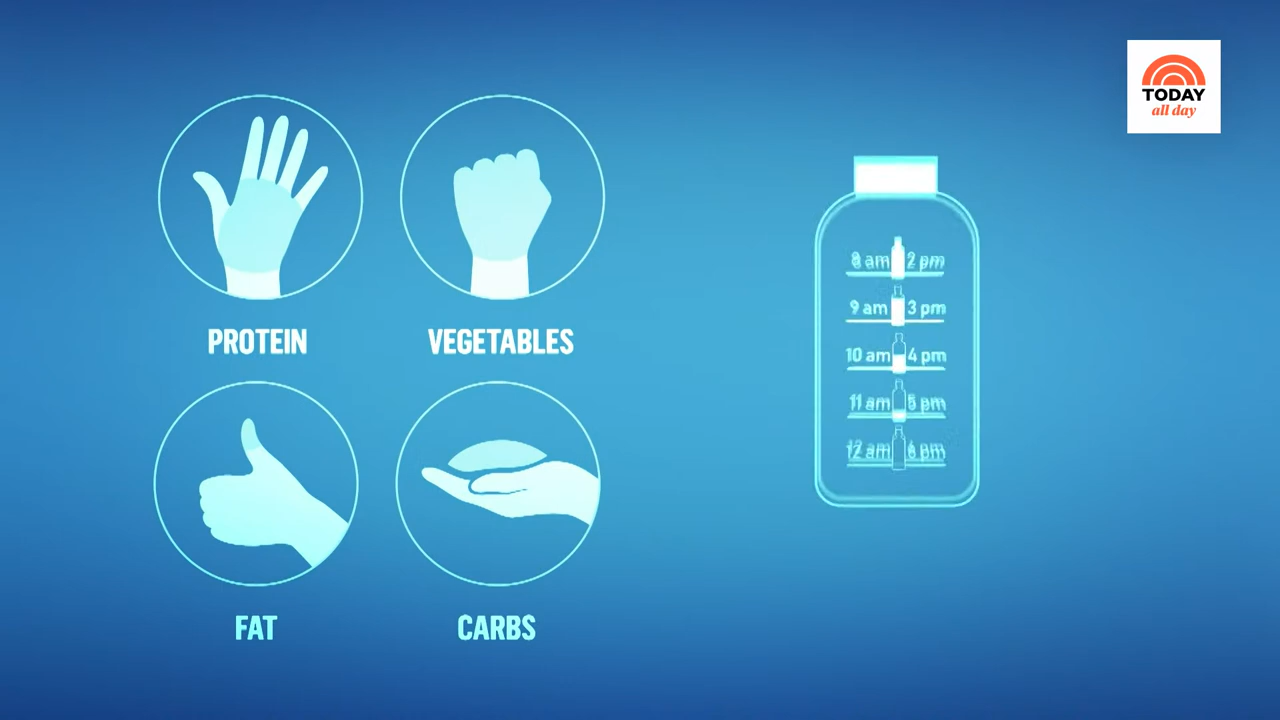 TODAY
all day
PROTEIN
VEGETABLES
FAT
CARBS
8 am 2 pm
9 am 3 pm
10 am 4 pm
11 am 5 pm
12 am 6 pm